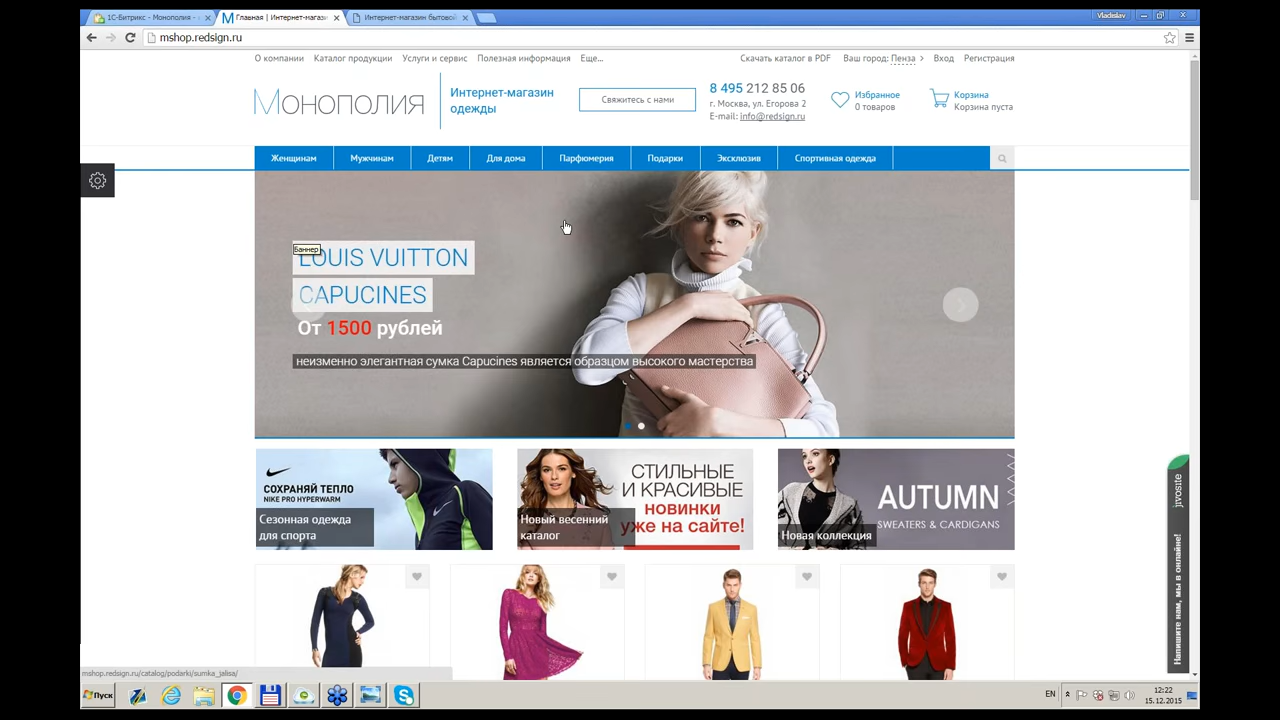 1С-Битрикс - Монополия -
Главная | Интернет-магази
Интернет-магазин бытовой
Vladislav
mshop.redsign.ru
О компании
Каталог продукции
Услуги и сервис
Полезная информация
Еще...
Скачать каталог в PDF
Ваш город: Пенза
Вход
Регистрация
Монополия
Интернет-магазин
одежды
Свяжитесь с нами
8 495 212 85 06
г. Москва, ул. Егорова 2
E-mail: info@redsign.ru
Избранное
0 товаров
Корзина
Корзина пуста
Женщинам
Мужчинам
Детям
Для дома
Парфюмерия
Подарки
Эксклюзив
Спортивная одежда
Баннер
LOUIS VUITTON
CAPUCINES
От 1500 рублей
неизменно элегантная сумка Capucines является образцом высокого мастерства
СОХРАНЯЙ ТЕПЛО
NIKE PRO HYPERWARM
Сезонная одежда
для спорта
СТИЛЬНЫЕ
И КРАСИВЫЕ
новинки
уже на сайте!
Новый весенний
каталог
AUTUMN
SWEATERS & CARDIGANS
Новая коллекция
jivosite
Напишите нам, мы в онлайне!
mshop.redsign.ru/catalog/podarki/sumka_jalisa/
Пуск
EN
12:22
15.12.2015